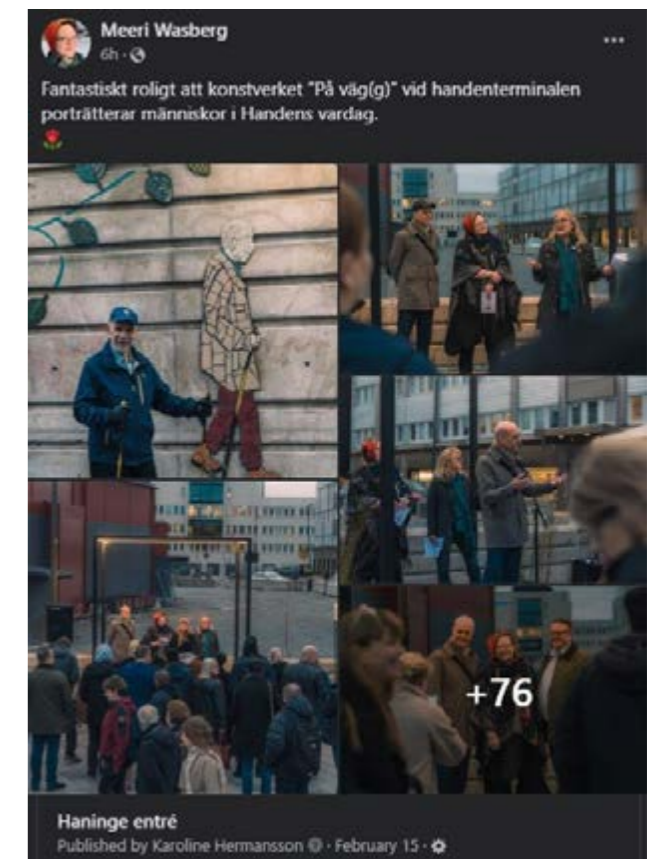 Meeri Wasberg
6h ·
Fantastiskt roligt att konstverket "På väg(g)" vid handenterminalen
porträtterar människor i Handens vardag.
+76
Haninge entré
Published by Karoline Hermansson · February 15 ·